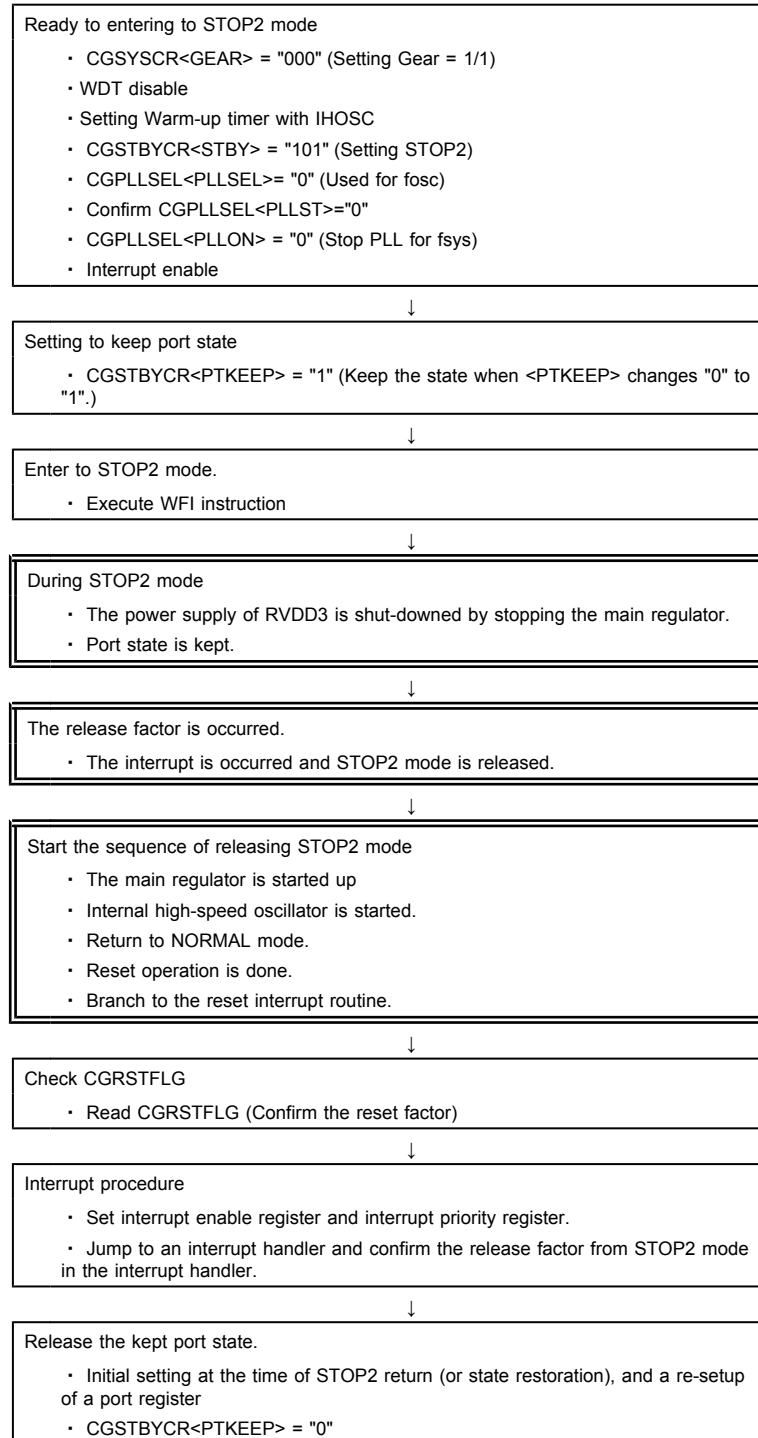 Ready to entering to STOP2 mode
・ CGSYSCR<GEAR> = "000" (Setting Gear = 1/1)
・WDT disable
・Setting Warm-up timer with IHOSC
・ CGSTBYCR<STBY> = "101" (Setting STOP2)
・ CGPLLSEL<PLLSEL>= "0" (Used for fosc)
・ Confirm CGPLLSEL<PLLST>="0"
・ CGPLLSEL<PLLON> = "0" (Stop PLL for fsys)
・ Interrupt enable
↓
Setting to keep port state
・ CGSTBYCR<PTKEEP> = "1" (Keep the state when <PTKEEP> changes "0" to
"1".)
↓
Enter to STOP2 mode.
・ Execute WFI instruction
↓
During STOP2 mode
・ The power supply of RVDD3 is shut-downed by stopping the main regulator.
・ Port state is kept.
↓
The release factor is occurred.
・ The interrupt is occurred and STOP2 mode is released.
↓
Start the sequence of releasing STOP2 mode
・ The main regulator is started up
・ Internal high-speed oscillator is started.
・ Return to NORMAL mode.
・ Reset operation is done.
・ Branch to the reset interrupt routine.
↓
Check CGRSTFLG
・ Read CGRSTFLG (Confirm the reset factor)
↓
Interrupt procedure
・ Set interrupt enable register and interrupt priority register.
・ Jump to an interrupt handler and confirm the release factor from STOP2 mode
in the interrupt handler.
↓
Release the kept port state.
・ Initial setting at the time of STOP2 return (or state restoration), and a re-setup
of a port register
・ CGSTBYCR<PTKEEP> = "0"